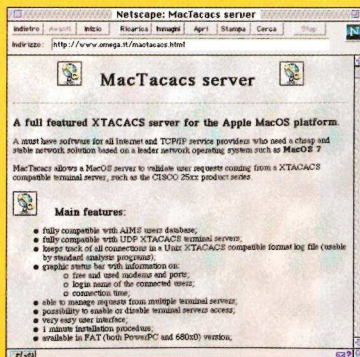 Netscape: MacTacacs server
Indietro Avanti Inizio Ricarica Immagini Apri Stampa Cerca Stop
Indirizzo: http://www.omega.it/mactacacs.html
MacTacacs server
A full featured XTACACS server for the Apple MacOS platform.
A must have software for all internet and TCP/IP service providers who need a cheap and
stable network solution based on a leader network operating system such as MacOS 7
MacTacacs allows a MacOS server to validate user requests coming from a XTACACS
compatible terminal server, such as the CISCO 25xx product series.
Main features:
fully compatible with AIMS users database;
fully compatible with UDP XTACACS terminal servers;
keeps track of all connections in a Unix XTACACS compatible format log file (usable
by standard analysis programs);
graphic status bar with information on:
free and used modems and ports;
login name of the connected users;
connection time;
able to manage requests from multiple terminal servers;
possibility to enable or disable terminal servers access;
very easy user interface;
1 minute installation procedure;
available in FAT (both PowerPC and 680x0) version;